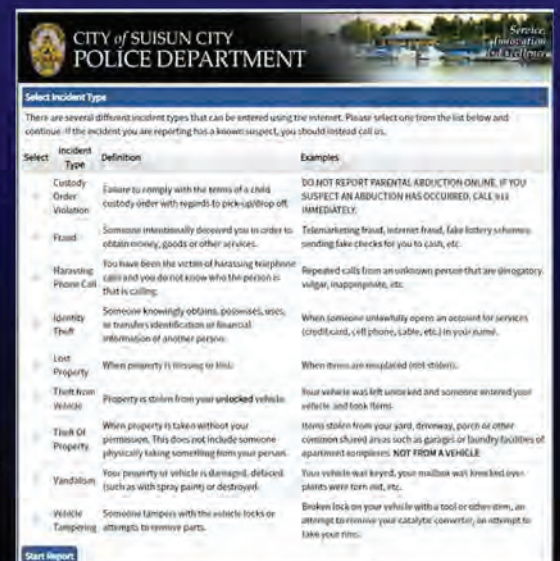 CITY of SUISUN CITY
POLICE DEPARTMENT
Service,
Innovation
And Excellence
Select Incident Type
There are several different incident types that can be entered using the internet. Please select one from the list below and
continue. If the incident you are reporting has a known suspect, you should instead call us.
Select Incident Type Definition Examples
Custody Order Violation
Failure to comply with the terms of a child
custody order with regards to pick-up/drop off.
DO NOT REPORT PARENTAL ABDUCTION ONLINE. IF YOU
SUSPECT AN ABDUCTION HAS OCCURRED, CALL 911
IMMEDIATELY.
Fraud
Someone intentionally deceived you in order to
obtain money, goods or other services.
Telemarketing fraud, internet fraud, fake lottery schemes,
sending fake checks for you to cash, etc.
Harassing Phone Call
You have been the victim of harassing telephone
calls and you do not know who the person is
that is calling.
Repeated calls from an unknown person that are derogatory,
vulgar, inappropriate, etc.
Identity Theft
Someone knowingly obtains, possesses, uses,
or transfers identification or financial
information of another person.
When someone unlawfully opens an account for services
(credit card, cell phone, cable, etc.) in your name.
Lost Property
When property is missing or lost.
When items are misplaced (not stolen).
Theft from Vehicle
Property is stolen from your unlocked vehicle.
Your vehicle was left unlocked and someone entered your
vehicle and took items.
Theft Of Property
When property is taken without your
permission. This does not include someone
physically taking something from your person.
Items stolen from your yard, driveway, porch or other
common shared areas such as garages or laundry facilities of
apartment complexes. NOT FROM A VEHICLE
Vandalism
Your property or vehicle is damaged, defaced
(such as with spray paint) or destroyed.
Your vehicle was keyed, your mailbox was knocked over,
plants were torn out, etc.
Vehicle Tampering
Someone tampers with the vehicle locks or
attempts to remove parts.
Broken lock on your vehicle with a tool or other item, an
attempt to remove your catalytic converter, an attempt to
take your rims.
Start Report